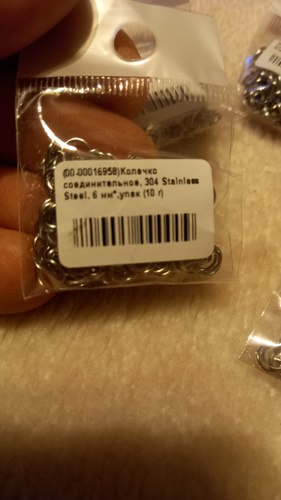 (00-00016958)Колечко
соединительное, 304 Stainless
Steel, 6 мм*,упак (10 г)